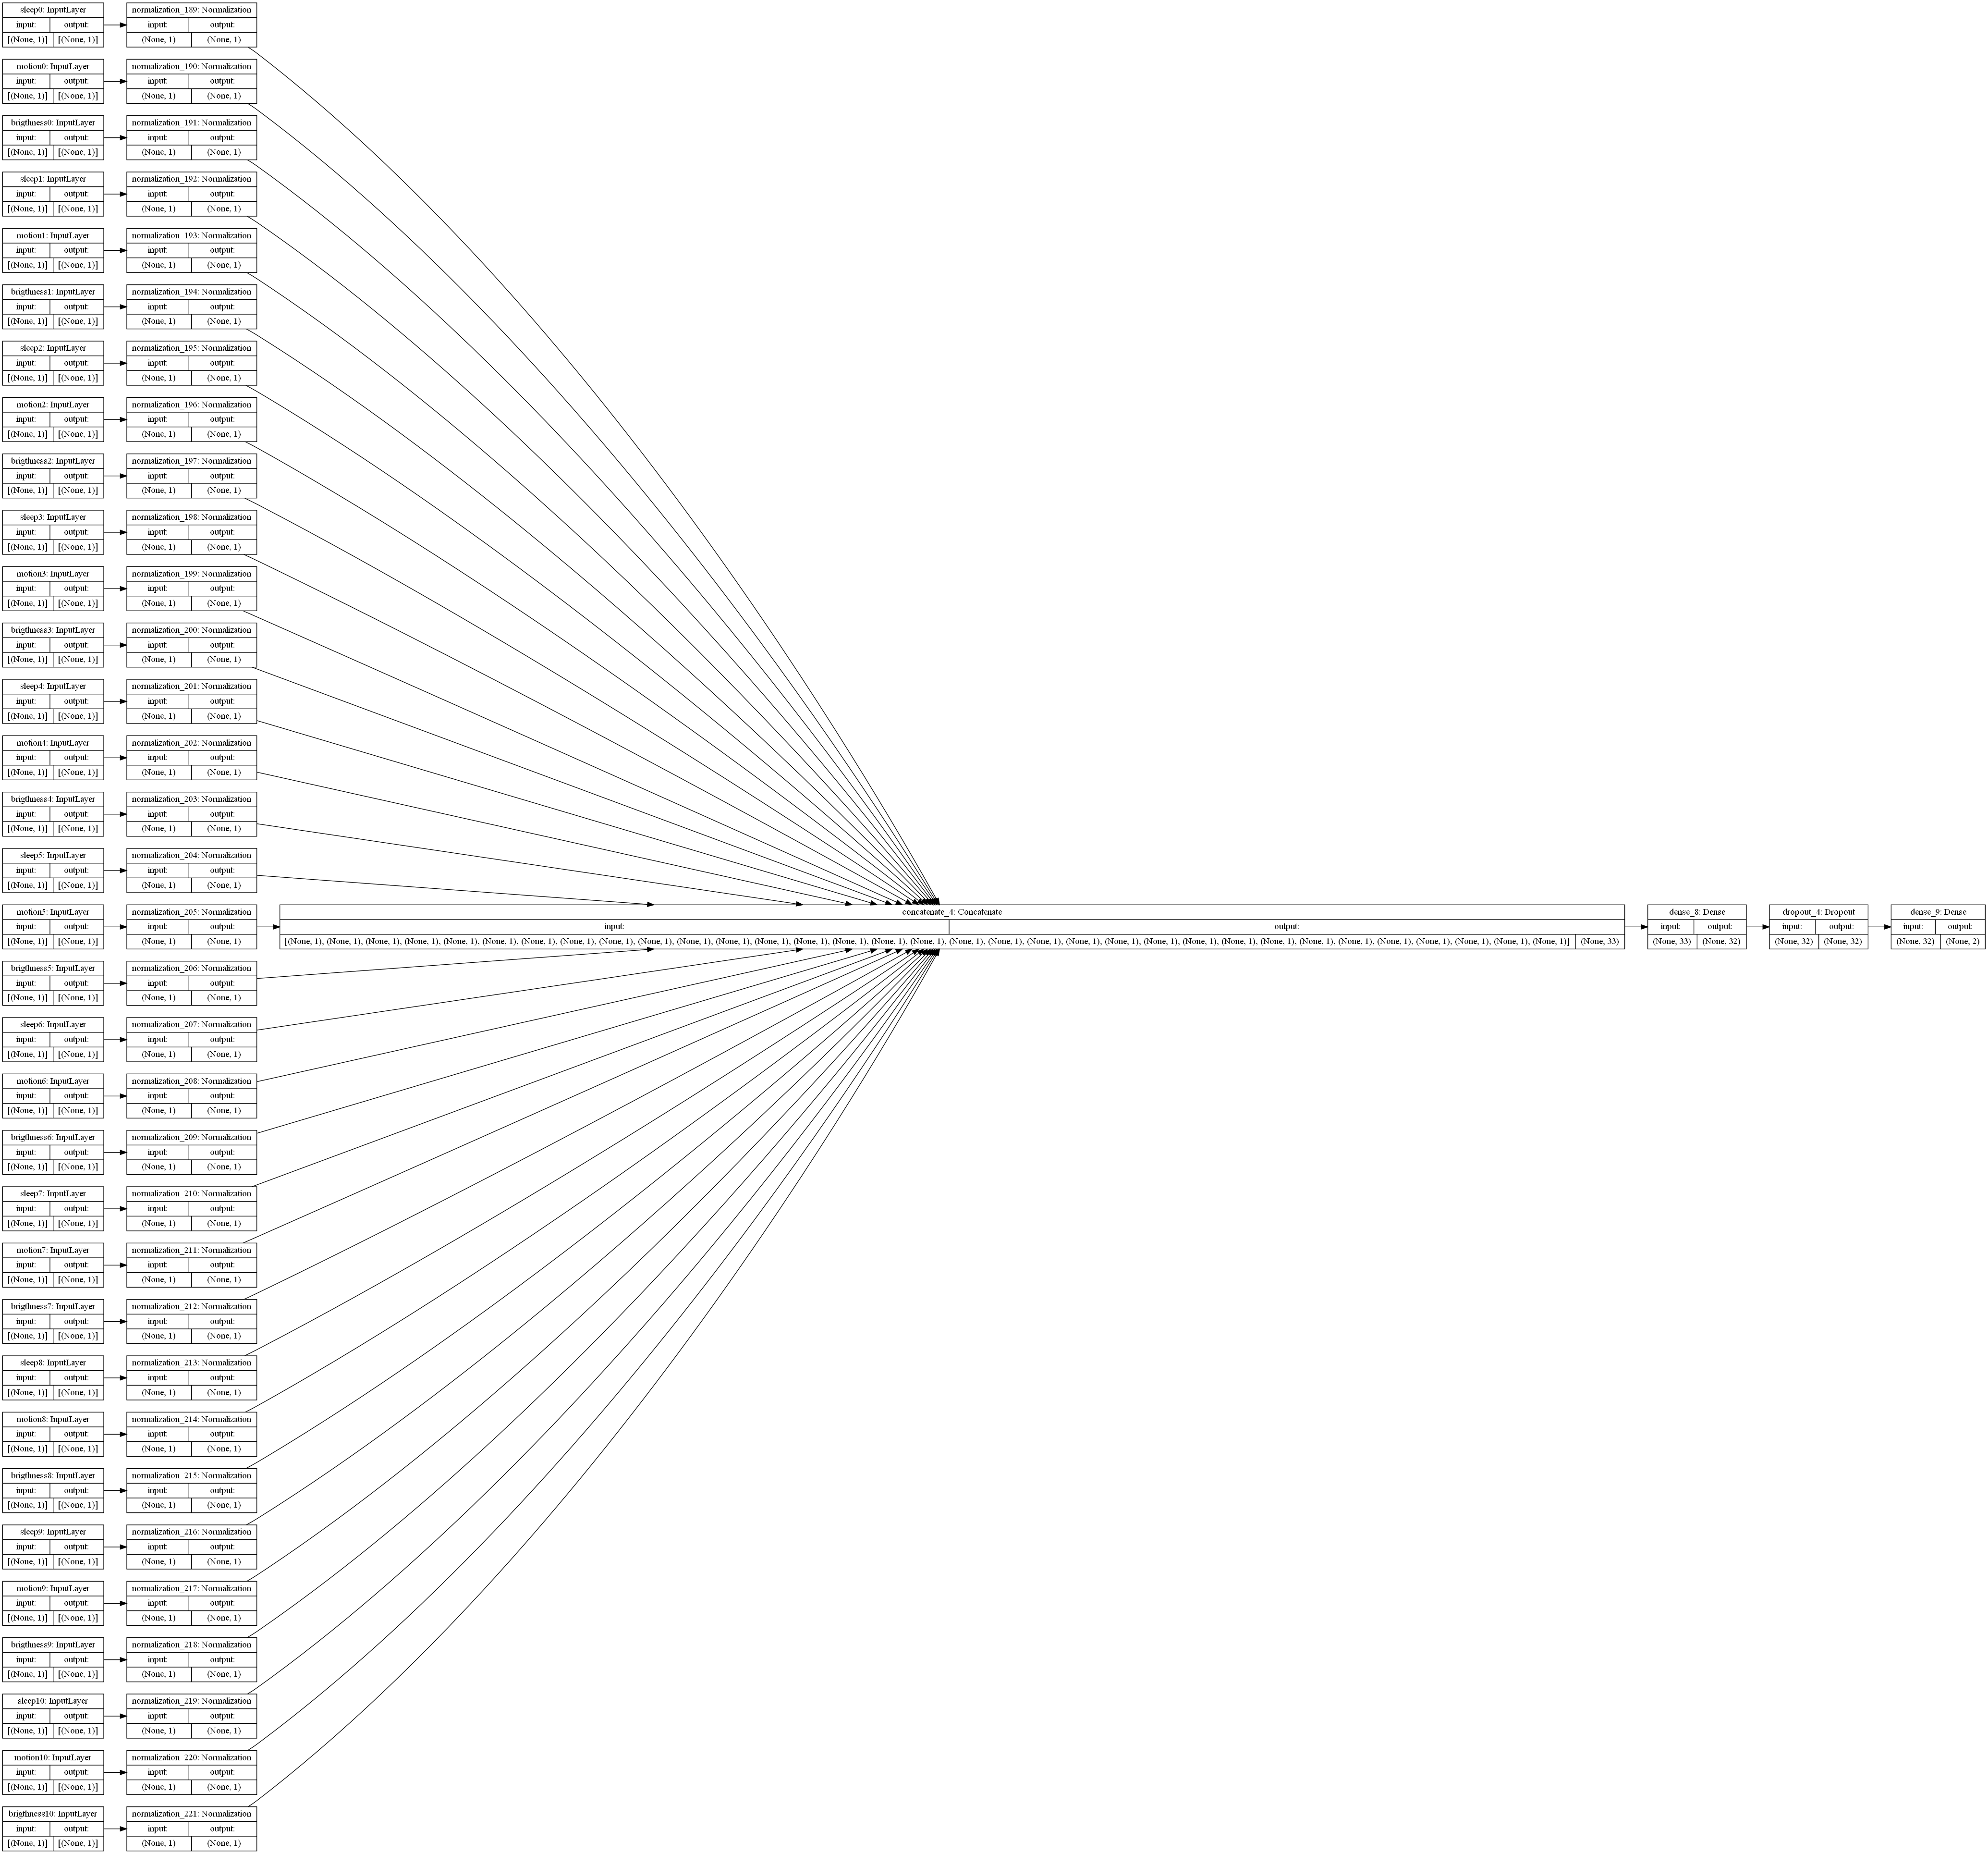 sleep0: InputLayer normalization_189: Normalization
input: output: input: output:
[(None, 1)] [(None, 1)] (None, 1) (None, 1)
motion0: InputLayer normalization_190: Normalization
input: output: input: output:
[(None, 1)] [(None, 1)] (None, 1) (None, 1)
brigthness0: InputLayer normalization_191: Normalization
input: output: input: output:
[(None, 1)] [(None, 1)] (None, 1) (None, 1)
sleep1: InputLayer normalization_192: Normalization
input: output: input: output:
[(None, 1)] [(None, 1)] (None, 1) (None, 1)
motion1: InputLayer normalization_193: Normalization
input: output: input: output:
[(None, 1)] [(None, 1)] (None, 1) (None, 1)
brigthness1: InputLayer normalization_194: Normalization
input: output: input: output:
[(None, 1)] [(None, 1)] (None, 1) (None, 1)
sleep2: InputLayer normalization_195: Normalization
input: output: input: output:
[(None, 1)] [(None, 1)] (None, 1) (None, 1)
motion2: InputLayer normalization_196: Normalization
input: output: input: output:
[(None, 1)] [(None, 1)] (None, 1) (None, 1)
brigthness2: InputLayer normalization_197: Normalization
input: output: input: output:
[(None, 1)] [(None, 1)] (None, 1) (None, 1)
sleep3: InputLayer normalization_198: Normalization
input: output: input: output:
[(None, 1)] [(None, 1)] (None, 1) (None, 1)
motion3: InputLayer normalization_199: Normalization
input: output: input: output:
[(None, 1)] [(None, 1)] (None, 1) (None, 1)
brigthness3: InputLayer normalization_200: Normalization
input: output: input: output:
[(None, 1)] [(None, 1)] (None, 1) (None, 1)
sleep4: InputLayer normalization_201: Normalization
input: output: input: output:
[(None, 1)] [(None, 1)] (None, 1) (None, 1)
motion4: InputLayer normalization_202: Normalization
input: output: input: output:
[(None, 1)] [(None, 1)] (None, 1) (None, 1)
brigthness4: InputLayer normalization_203: Normalization
input: output: input: output:
[(None, 1)] [(None, 1)] (None, 1) (None, 1)
sleep5: InputLayer normalization_204: Normalization
input: output: input: output:
[(None, 1)] [(None, 1)] (None, 1) (None, 1)
motion5: InputLayer normalization_205: Normalization concatenate_4: Concatenate dense_8: Dense dropout_4: Dropout dense_9: Dense
input: output: input: output: input: output: input: output: input: output: input: output:
[(None, 1)] [(None, 1)] (None, 1) (None, 1) [(None, 1), (None, 1), (None, 1), (None, 1), (None, 1), (None, 1), (None, 1), (None, 1), (None, 1), (None, 1), (None, 1), (None, 1), (None, 1), (None, 1), (None, 1), (None, 1), (None, 1), (None, 1), (None, 1), (None, 1), (None, 1), (None, 1), (None, 1), (None, 1), (None, 1), (None, 1), (None, 1), (None, 1), (None, 1), (None, 1), (None, 1), (None, 1), (None, 1)] (None, 33) (None, 33) (None, 32) (None, 32) (None, 32) (None, 32) (None, 2)
brigthness5: InputLayer normalization_206: Normalization
input: output: input: output:
[(None, 1)] [(None, 1)] (None, 1) (None, 1)
sleep6: InputLayer normalization_207: Normalization
input: output: input: output:
[(None, 1)] [(None, 1)] (None, 1) (None, 1)
motion6: InputLayer normalization_208: Normalization
input: output: input: output:
[(None, 1)] [(None, 1)] (None, 1) (None, 1)
brigthness6: InputLayer normalization_209: Normalization
input: output: input: output:
[(None, 1)] [(None, 1)] (None, 1) (None, 1)
sleep7: InputLayer normalization_210: Normalization
input: output: input: output:
[(None, 1)] [(None, 1)] (None, 1) (None, 1)
motion7: InputLayer normalization_211: Normalization
input: output: input: output:
[(None, 1)] [(None, 1)] (None, 1) (None, 1)
brigthness7: InputLayer normalization_212: Normalization
input: output: input: output:
[(None, 1)] [(None, 1)] (None, 1) (None, 1)
sleep8: InputLayer normalization_213: Normalization
input: output: input: output:
[(None, 1)] [(None, 1)] (None, 1) (None, 1)
motion8: InputLayer normalization_214: Normalization
input: output: input: output:
[(None, 1)] [(None, 1)] (None, 1) (None, 1)
brigthness8: InputLayer normalization_215: Normalization
input: output: input: output:
[(None, 1)] [(None, 1)] (None, 1) (None, 1)
sleep9: InputLayer normalization_216: Normalization
input: output: input: output:
[(None, 1)] [(None, 1)] (None, 1) (None, 1)
motion9: InputLayer normalization_217: Normalization
input: output: input: output:
[(None, 1)] [(None, 1)] (None, 1) (None, 1)
brigthness9: InputLayer normalization_218: Normalization
input: output: input: output:
[(None, 1)] [(None, 1)] (None, 1) (None, 1)
sleep10: InputLayer normalization_219: Normalization
input: output: input: output:
[(None, 1)] [(None, 1)] (None, 1) (None, 1)
motion10: InputLayer normalization_220: Normalization
input: output: input: output:
[(None, 1)] [(None, 1)] (None, 1) (None, 1)
brigthness10: InputLayer normalization_221: Normalization
input: output: input: output:
[(None, 1)] [(None, 1)] (None, 1) (None, 1)